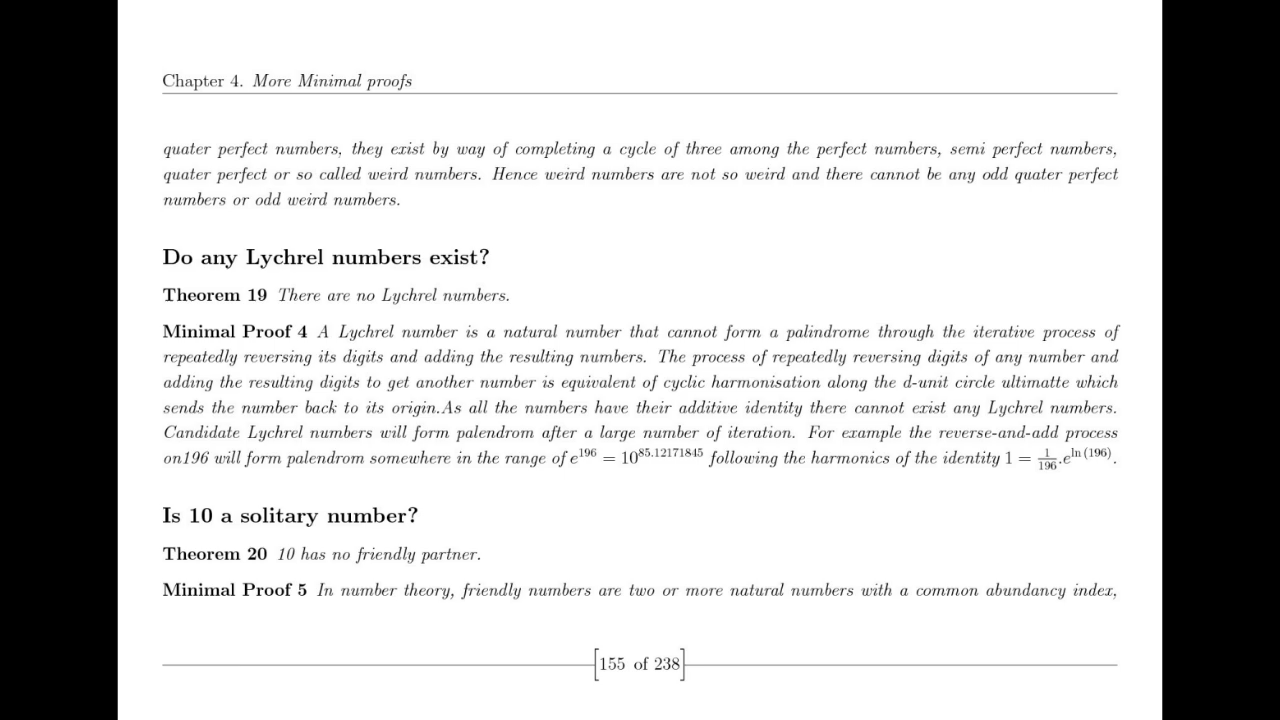 Chapter 4. More Minimal proofs
quater perfect numbers, they exist by way of completing a cycle of three among the perfect numbers, semi perfect numbers,
quater perfect or so called weird numbers. Hence weird numbers are not so weird and there cannot be any odd quater perfect
numbers or odd weird numbers.
Do any Lychrel numbers exist?
Theorem 19 There are no Lychrel numbers.
Minimal Proof 4 A Lychrel number is a natural number that cannot form a palindrome through the iterative process of
repeatedly reversing its digits and adding the resulting numbers. The process of repeatedly reversing digits of any number and
adding the resulting digits to get another number is equivalent of cyclic harmonisation along the d-unit circle ultimatte which
sends the number back to its origin.As all the numbers have their additive identity there cannot exist any Lychrel numbers.
Candidate Lychrel numbers will form palendrom after a large number of iteration. For example the reverse-and-add process
on196 will form palendrom somewhere in the range of e^196 = 10^85.12171845 following the harmonics of the identity 1 = 1/196.e^ln (196).
Is 10 a solitary number?
Theorem 20 10 has no friendly partner.
Minimal Proof 5 In number theory, friendly numbers are two or more natural numbers with a common abundancy index,
[155 of 238]